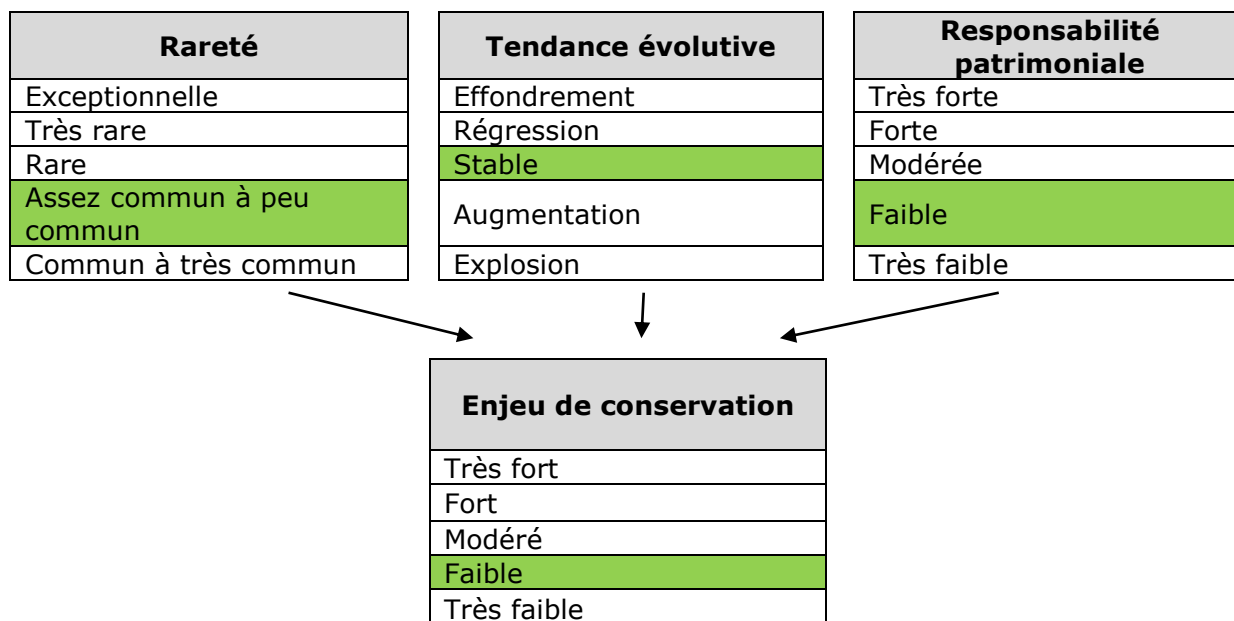 Rareté
Exceptionnelle
Très rare
Rare
Assez commun à peu
commun
Commun à très commun
Tendance évolutive
Effondrement
Régression
Stable
Augmentation
Explosion
Responsabilité
patrimoniale
Très forte
Forte
Modérée
Faible
Très faible
Enjeu de conservation
Très fort
Fort
Modéré
Faible
Très faible